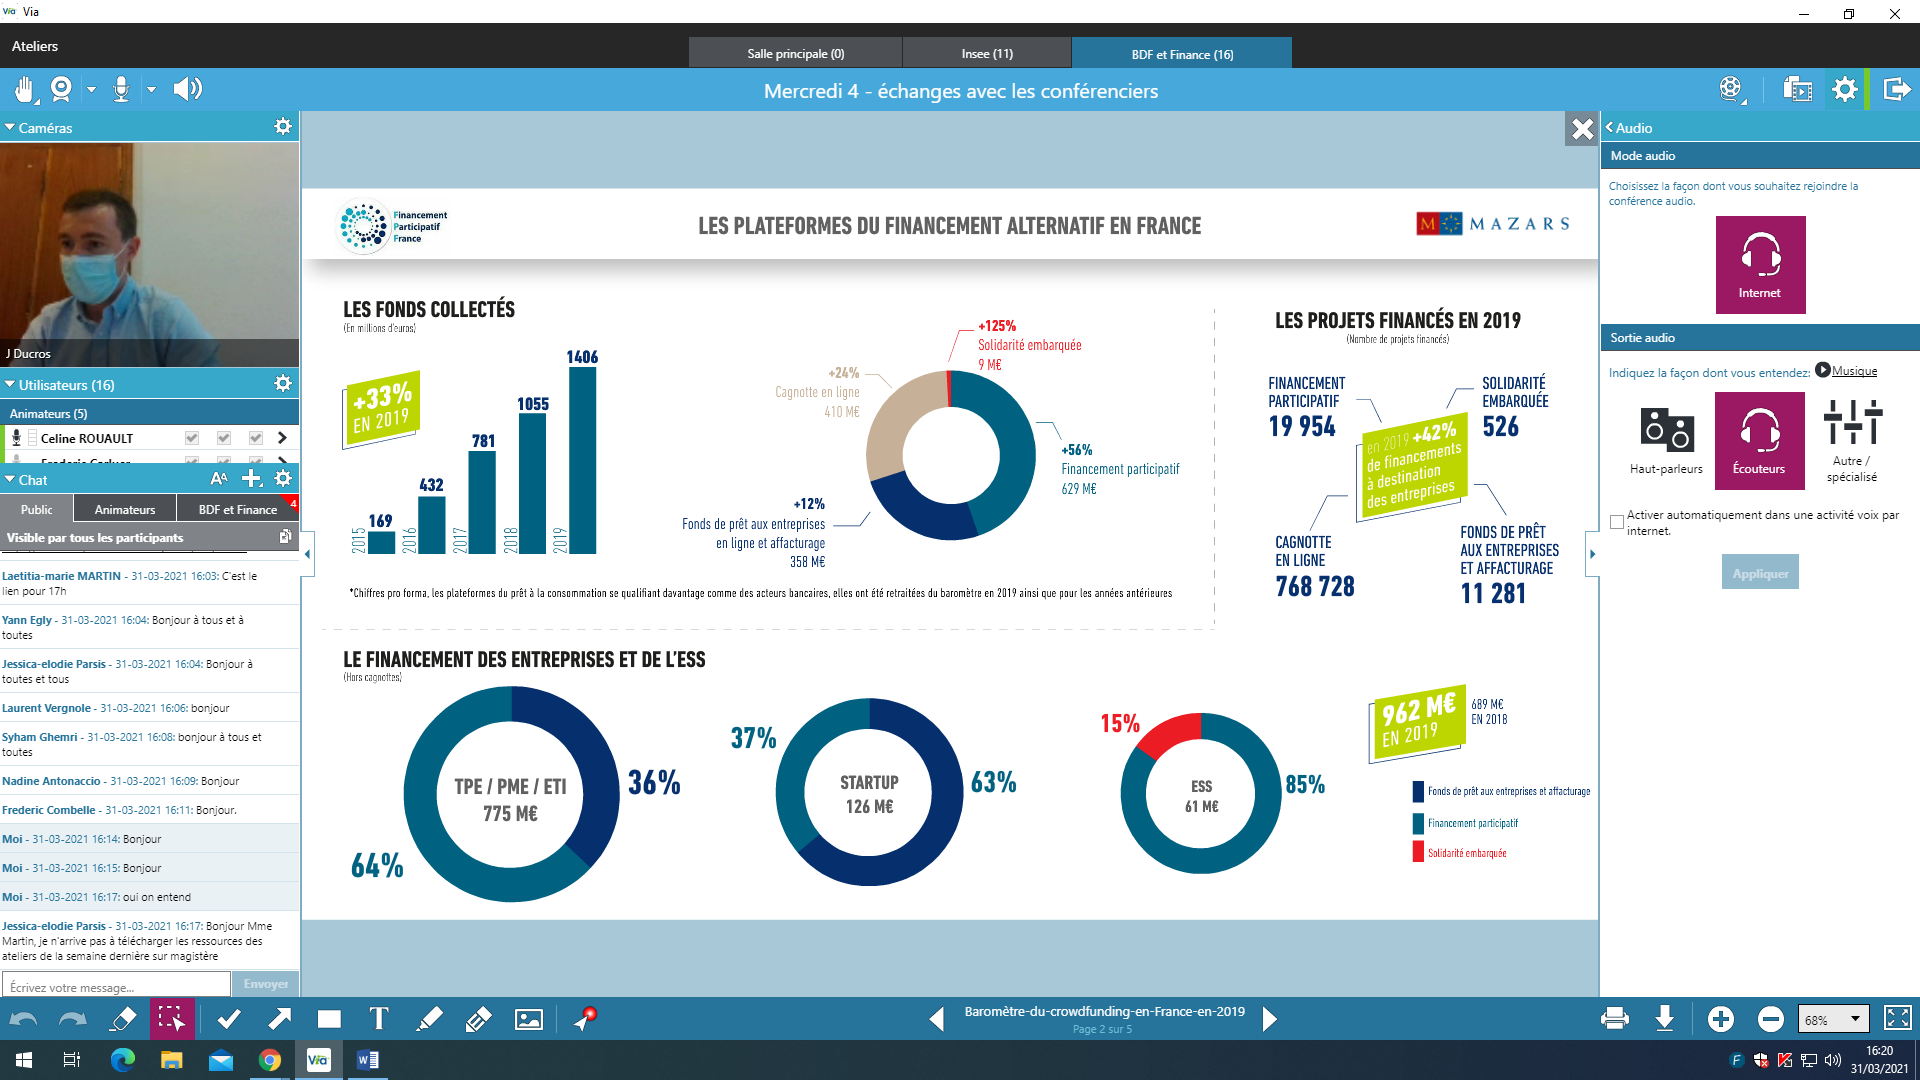 Via
Via
Ateliers
Salle principale (0)
Insee (11)
BDF et Finance (16)
Mercredi 4 - échanges avec les conférenciers
Caméras
J Ducros
Utilisateurs (16)
Animateurs (5)
Celine ROUAULT
Chat
AA
Public
Animateurs
BDF et Finance
4
Visible par tous les participants
Laetitia-marie MARTIN - 31-03-2021 16:03: C'est le
lien pour 17h
Yann Egly - 31-03-2021 16:04: Bonjour à tous et à
toutes
Jessica-elodie Parsis - 31-03-2021 16:04: Bonjour à
toutes et tous
Laurent Vergnole - 31-03-2021 16:06: bonjour
Syham Ghemri - 31-03-2021 16:08: bonjour à tous et
toutes
Nadine Antonaccio - 31-03-2021 16:09: Bonjour
Frederic Combelle - 31-03-2021 16:11: Bonjour.
Moi - 31-03-2021 16:14: Bonjour
Moi - 31-03-2021 16:15: Bonjour
Moi - 31-03-2021 16:17: oui on entend
Jessica-elodie Parsis - 31-03-2021 16:17: Bonjour Mme
Martin, je n'arrive pas à télécharger les ressources des
ateliers de la semaine dernière sur magistère
Écrivez votre message...
Envoyer
Financement
Participatif
France
LES PLATEFORMES DU FINANCEMENT ALTERNATIF EN FRANCE
M MAZARS
LES FONDS COLLECTÉS
(En millions d'euros)
+33%
EN 2019
169
432
781
1055
1406
2015
2016
2017
2018
2019
+125%
Solidarité embarquée
9 M€
+24%
Cagnotte en ligne
410 M€
+56%
Financement participatif
629 M€
+12%
Fonds de prêt aux entreprises
en ligne et affacturage
358 M€
*Chiffres pro forma, les plateformes du prêt à la consommation se qualifiant davantage comme des acteurs bancaires, elles ont été retraitées du baromètre en 2019 ainsi que pour les années antérieures
LES PROJETS FINANCÉS EN 2019
(Nombre de projets financés)
FINANCEMENT
PARTICIPATIF
19 954
SOLIDARITÉ
EMBARQUÉE
526
en 2019 +42%
de financements
à destination
des entreprises
CAGNOTTE
EN LIGNE
768 728
FONDS DE PRÊT
AUX ENTREPRISES
ET AFFACTURAGE
11 281
LE FINANCEMENT DES ENTREPRISES ET DE L'ESS
(Hors cagnottes)
TPE / PME / ETI
775 M€
36%
64%
STARTUP
126 M€
37%
63%
ESS
61 M€
15%
85%
962 M€
EN 2019
689 M€
EN 2018
Fonds de prêt aux entreprises et affacturage
Financement participatif
Solidarité embarquée
Audio
Mode audio
Choisissez la façon dont vous souhaitez rejoindre la
conférence audio.
Internet
Sortie audio
Indiquez la façon dont vous entendez:
Musique
Haut-parleurs
Écouteurs
Autre /
spécialisé
Activer automatiquement dans une activité voix par
internet.
Appliquer
T
Baromètre-du-crowdfunding-en-France-en-2019
Page 2 sur 5
68%
Via
W
F
16:20
31/03/2021